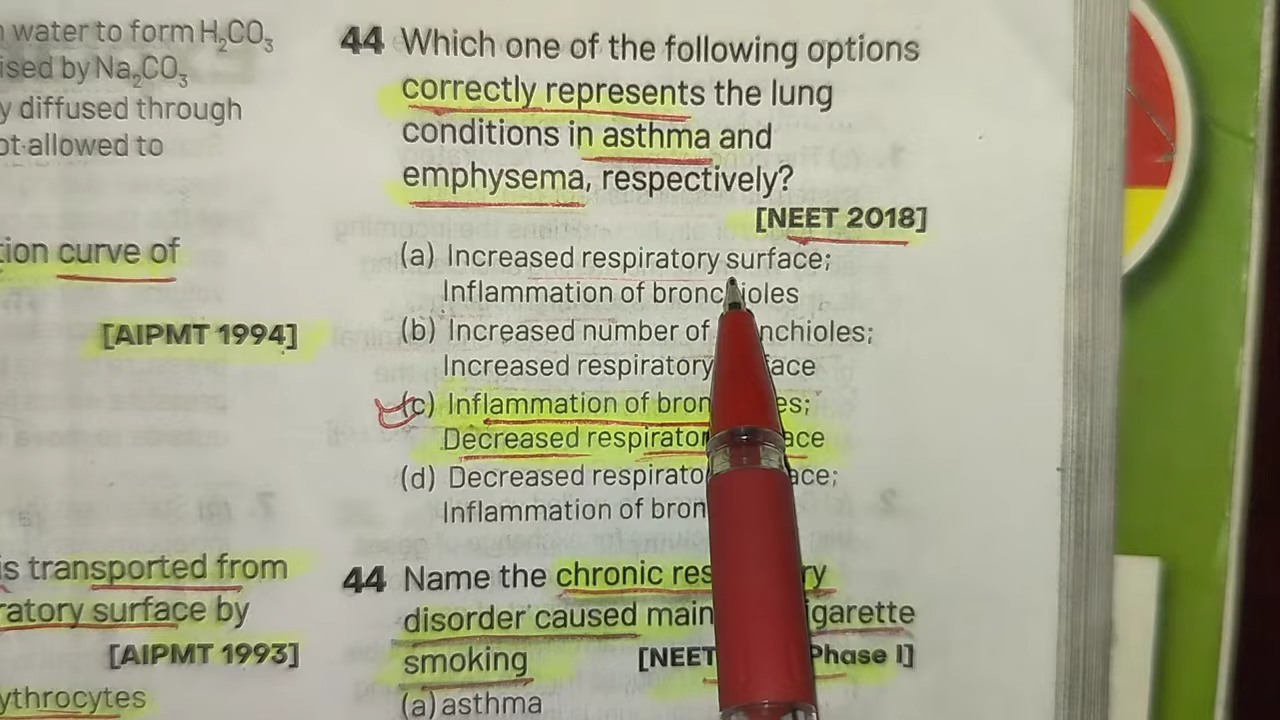 water to form H₂CO₃
ised by Na₂CO₃
y diffused through
ot allowed to
tion curve of
[AIPMT 1994]
is transported from
ratory surface by
[AIPMT 1993]
ythrocytes
44 Which one of the following options
correctly represents the lung
conditions in asthma and
emphysema, respectively?
[NEET 2018]
(a) Increased respiratory surface;
Inflammation of bronc ioles
(b) Increased number of nchioles;
Increased respiratory face
(c) Inflammation of bron es;
Decreased respirator ace
(d) Decreased respirato ace;
Inflammation of bron
44 Name the chronic res ry
disorder caused main igarette
smoking [NEET Phase I]
(a) asthma